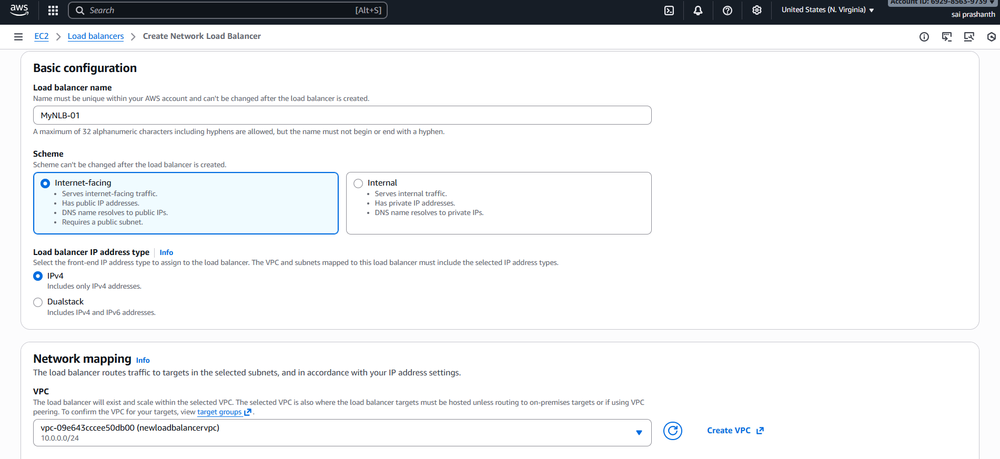 aws
Search [Alt+S]
United States (N. Virginia)
Account ID: 6929-8563-9739
sai prashanth
EC2 Load balancers Create Network Load Balancer
Basic configuration
Load balancer name
Name must be unique within your AWS account and can't be changed after the load balancer is created.
MyNLB-01
A maximum of 32 alphanumeric characters including hyphens are allowed, but the name must not begin or end with a hyphen.
Scheme
Scheme can't be changed after the load balancer is created.
Internet-facing
• Serves internet-facing traffic.
• Has public IP addresses.
• DNS name resolves to public IPs.
• Requires a public subnet.
Internal
• Serves internal traffic.
• Has private IP addresses.
• DNS name resolves to private IPs.
Load balancer IP address type Info
Select the front-end IP address type to assign to the load balancer. The VPC and subnets mapped to this load balancer must include the selected IP address types.
IPv4
Includes only IPv4 addresses.
Dualstack
Includes IPv4 and IPv6 addresses.
Network mapping Info
The load balancer routes traffic to targets in the selected subnets, and in accordance with your IP address settings.
VPC
The load balancer will exist and scale within the selected VPC. The selected VPC is also where the load balancer targets must be hosted unless routing to on-premises targets or if using VPC
peering. To confirm the VPC for your targets, view target groups.
vpc-09e643cccee50db00 (newloadbalancervpc)
10.0.0.0/24
Create VPC